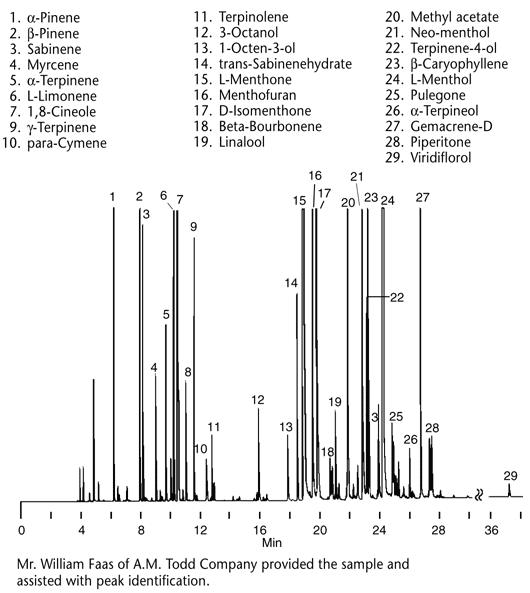 1. α-Pinene
2. β-Pinene
3. Sabinene
4. Myrcene
5. α-Terpinene
6. L-Limonene
7. 1,8-Cineole
9. γ-Terpinene
10. para-Cymene
11. Terpinolene
12. 3-Octanol
13. 1-Octen-3-ol
14. trans-Sabinenehydrate
15. L-Menthone
16. Menthofuran
17. D-Isomenthone
18. Beta-Bourbonene
19. Linalool
20. Methyl acetate
21. Neo-menthol
22. Terpinene-4-ol
23. β-Caryophyllene
24. L-Menthol
25. Pulegone
26. α-Terpineol
27. Gemacrene-D
28. Piperitone
29. Viridiflorol
1 2 3 4 5 6 7 8 9 10 11 12 13 14 15 16 17 18 19 20 21 22 23 24 3 25 26 27 28 29
0 4 8 12 16 20 24 28 36
Min
Mr. William Faas of A.M. Todd Company provided the sample and
assisted with peak identification.